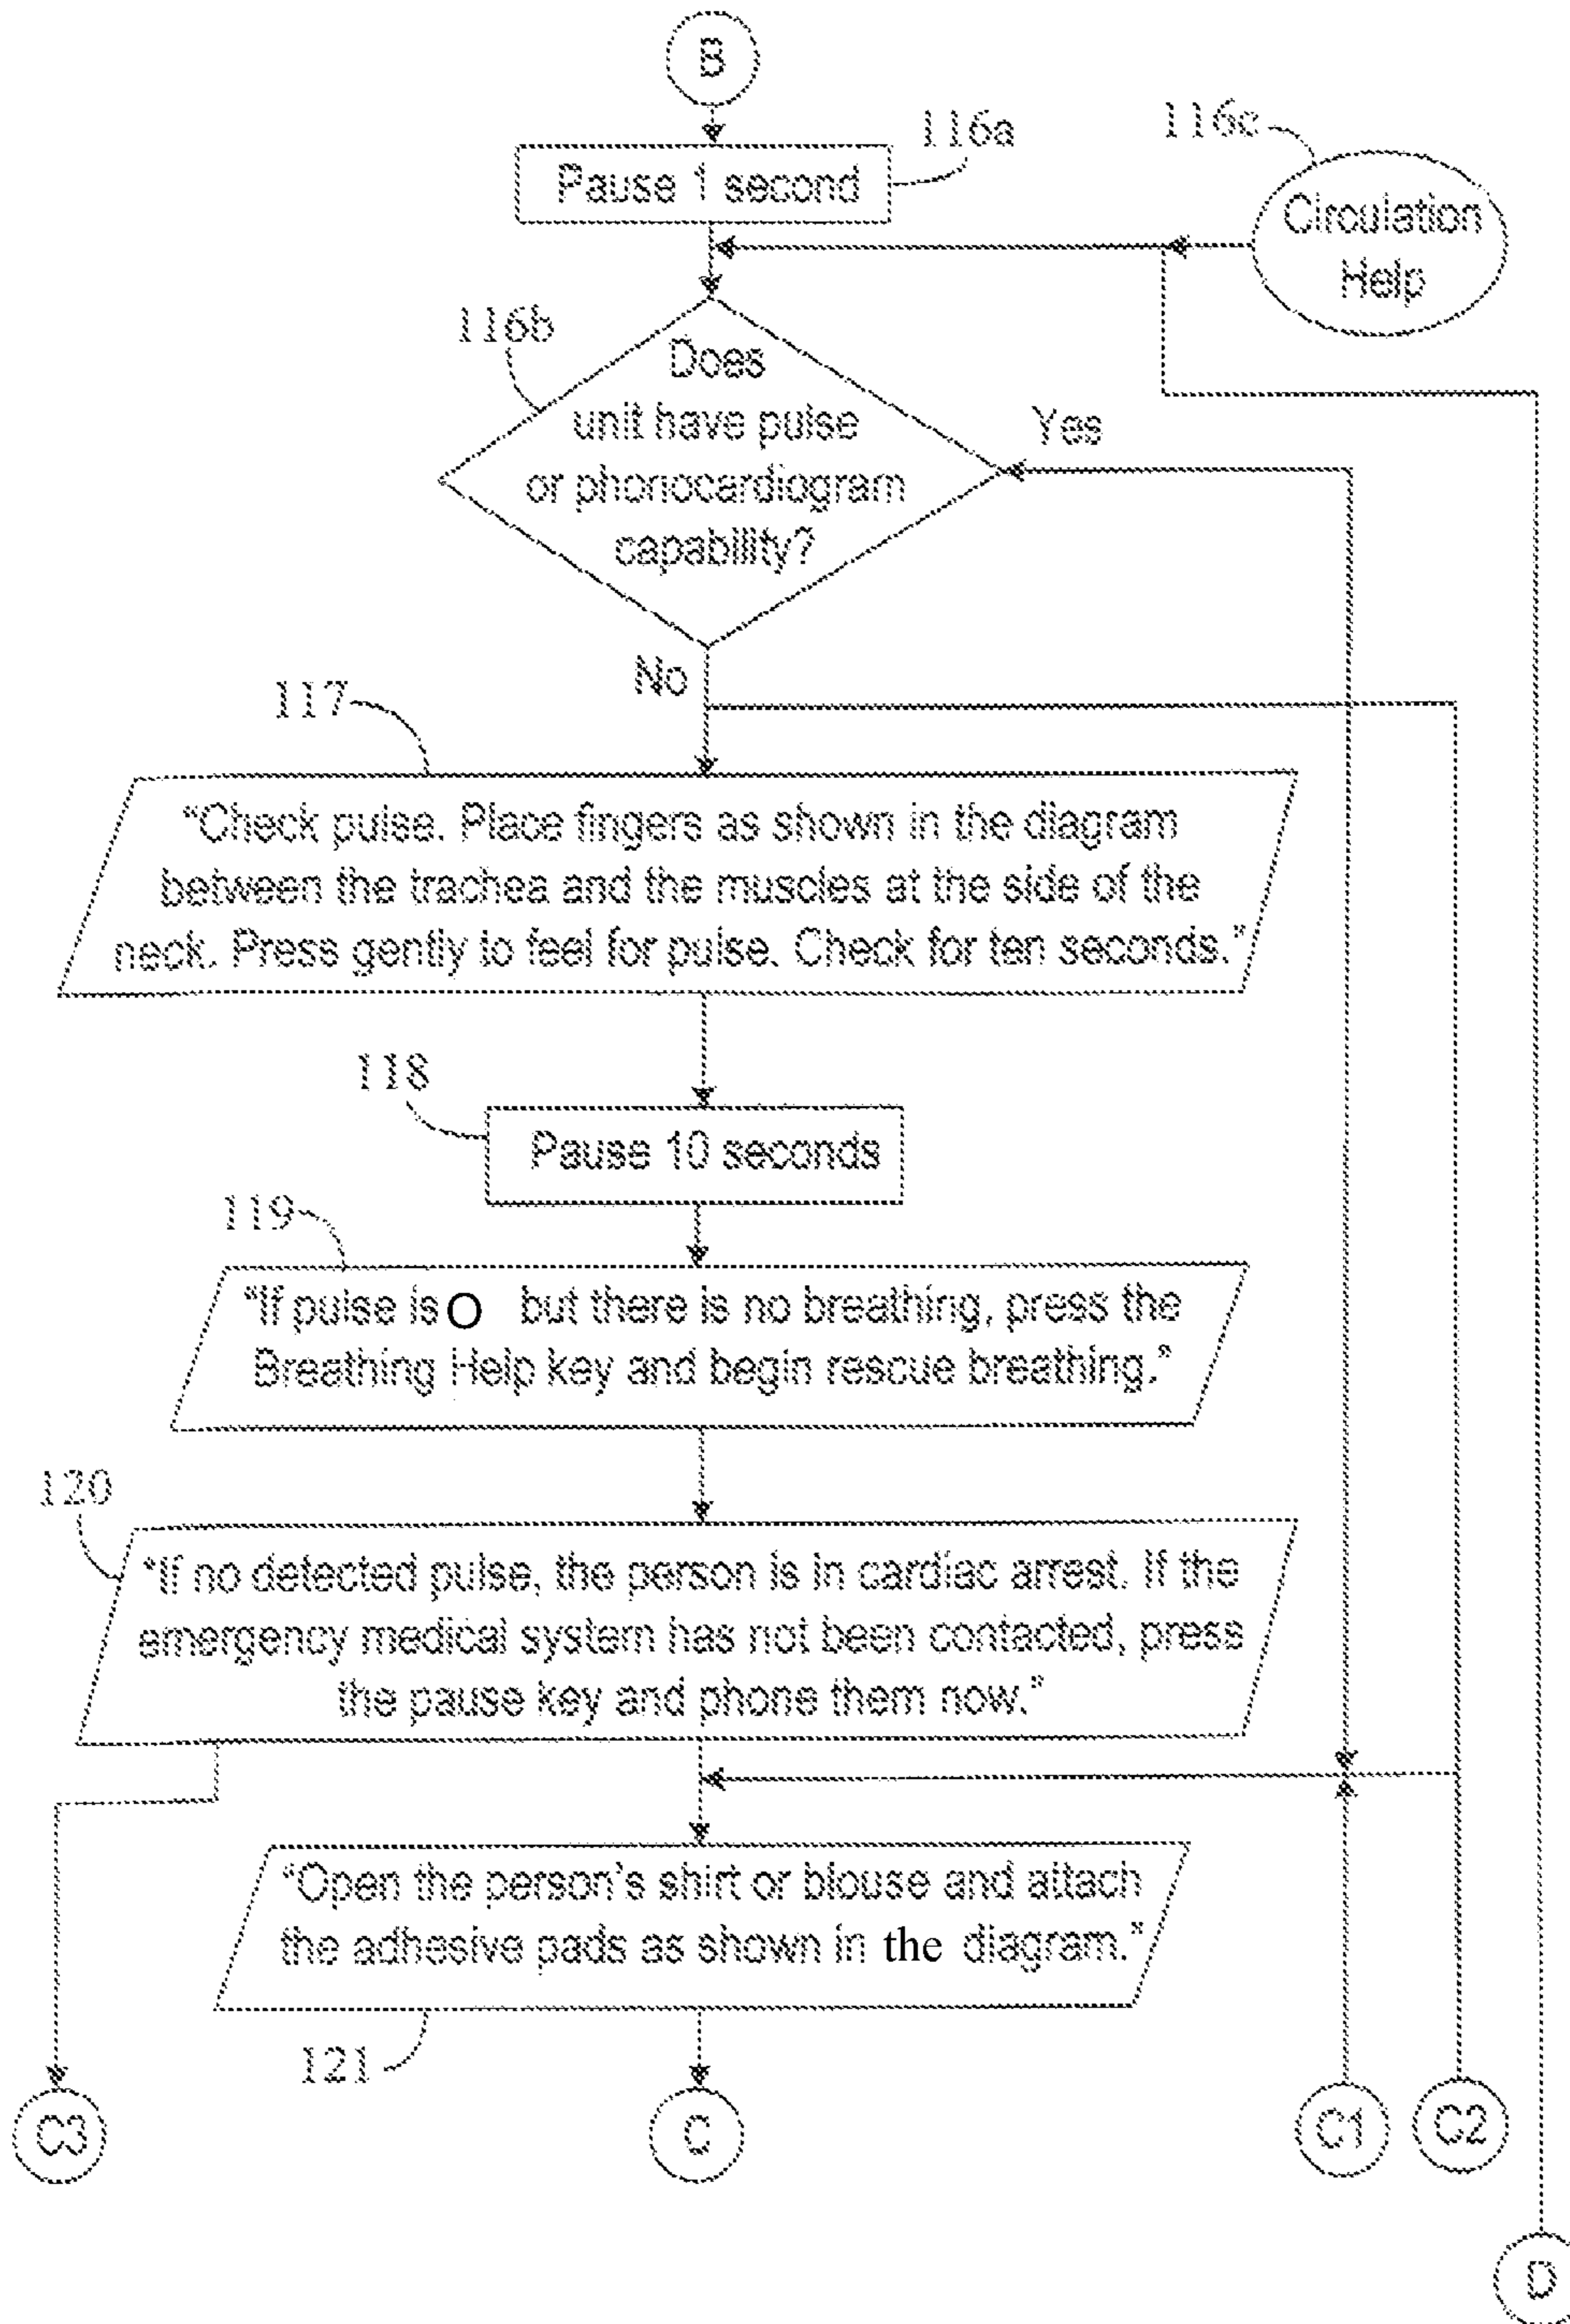 B
116a
116c
Pause 1 second
Circulation
Help
116b
Does
unit have pulse
or phonocardiogram
capability?
Yes
No
117
“Check pulse. Place fingers as shown in the diagram
between the trachea and the muscles at the side of the
neck. Press gently to feel for pulse. Check for ten seconds.”
118
Pause 10 seconds
119
“If pulse is O but there is no breathing, press the
Breathing Help key and begin rescue breathing.”
120
“If no detected pulse, the person is in cardiac arrest. If the
emergency medical system has not been contacted, press
the pause key and phone them now.”
“Open the person's shirt or blouse and attach
the adhesive pads as shown in the diagram.”
121
C3
C
C1
C2
D